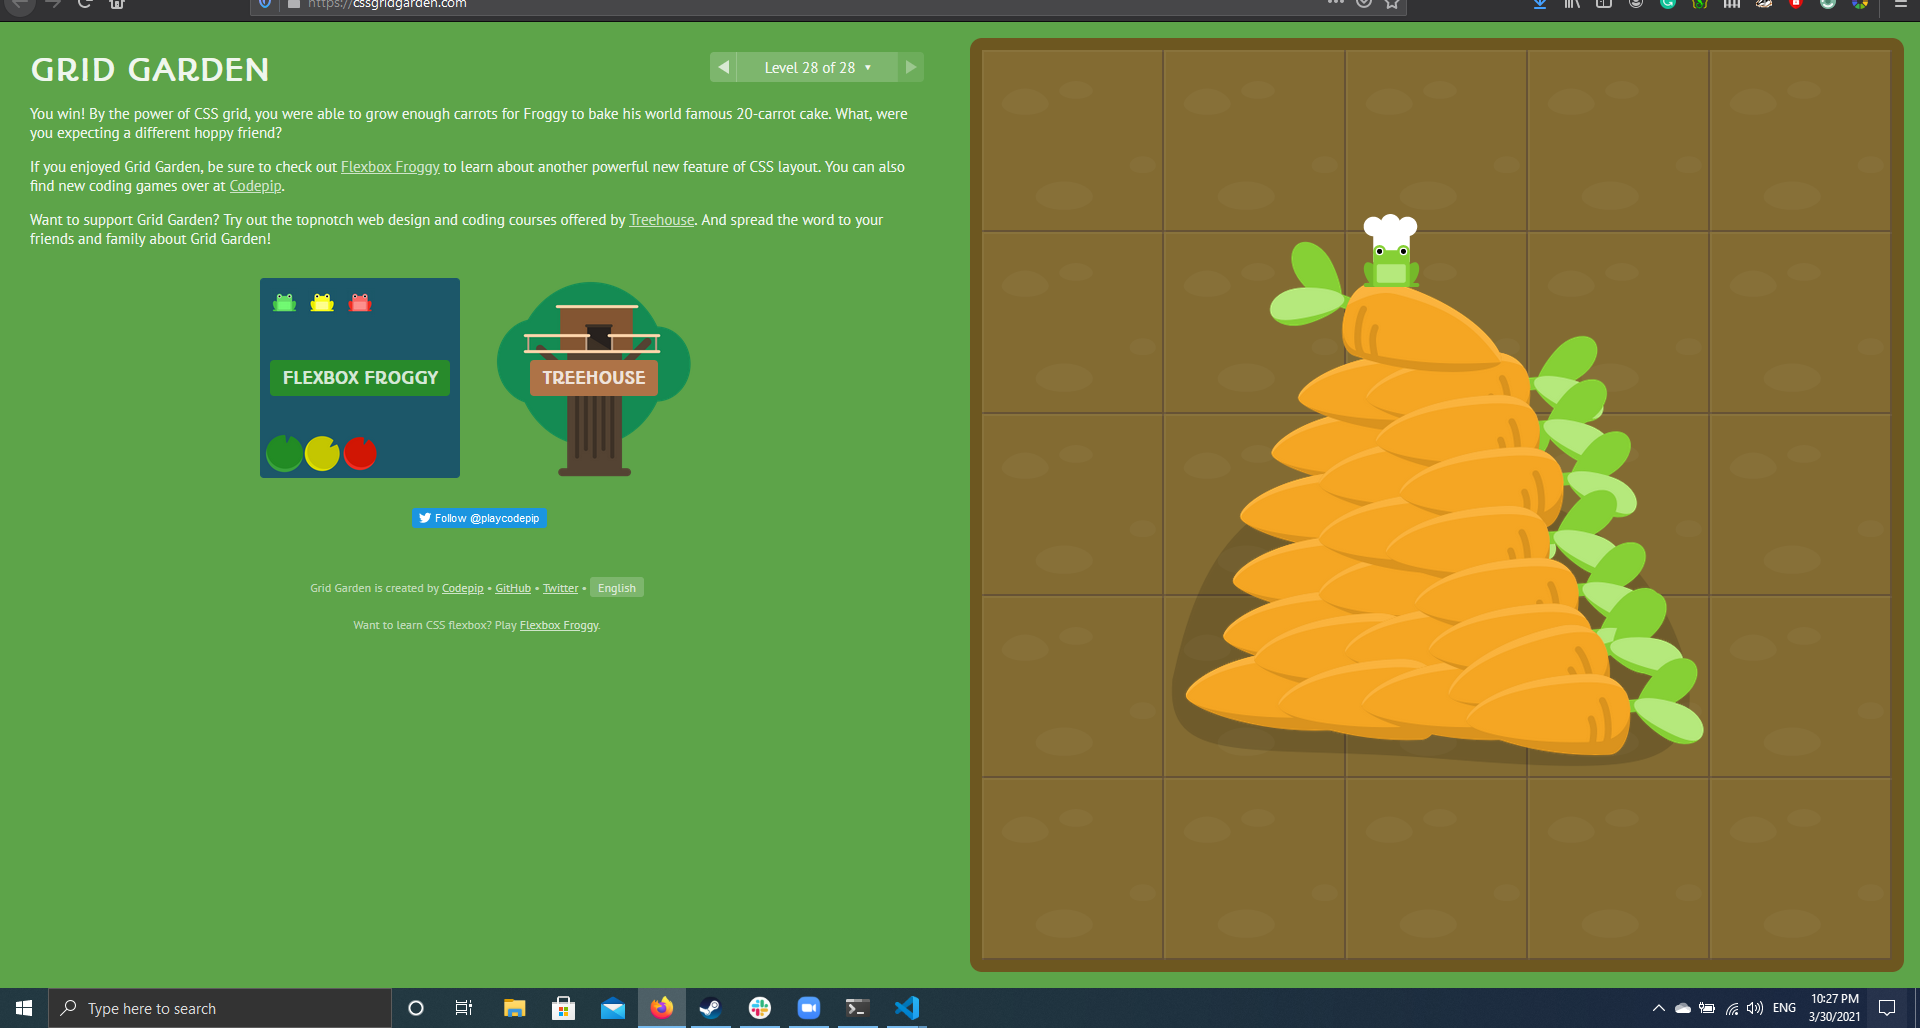 https://cssgridgarden.com
GRID GARDEN
Level 28 of 28
You win! By the power of CSS grid, you were able to grow enough carrots for Froggy to bake his world famous 20-carrot cake. What, were
you expecting a different hoppy friend?
If you enjoyed Grid Garden, be sure to check out Flexbox Froggy to learn about another powerful new feature of CSS layout. You can also
find new coding games over at Codepip.
Want to support Grid Garden? Try out the topnotch web design and coding courses offered by Treehouse. And spread the word to your
friends and family about Grid Garden!
FLEXBOX FROGGY
TREEHOUSE
Follow @playcodepip
Grid Garden is created by Codepip • GitHub • Twitter • English
Want to learn CSS flexbox? Play Flexbox Froggy.
Type here to search
ENG
10:27 PM
3/30/2021